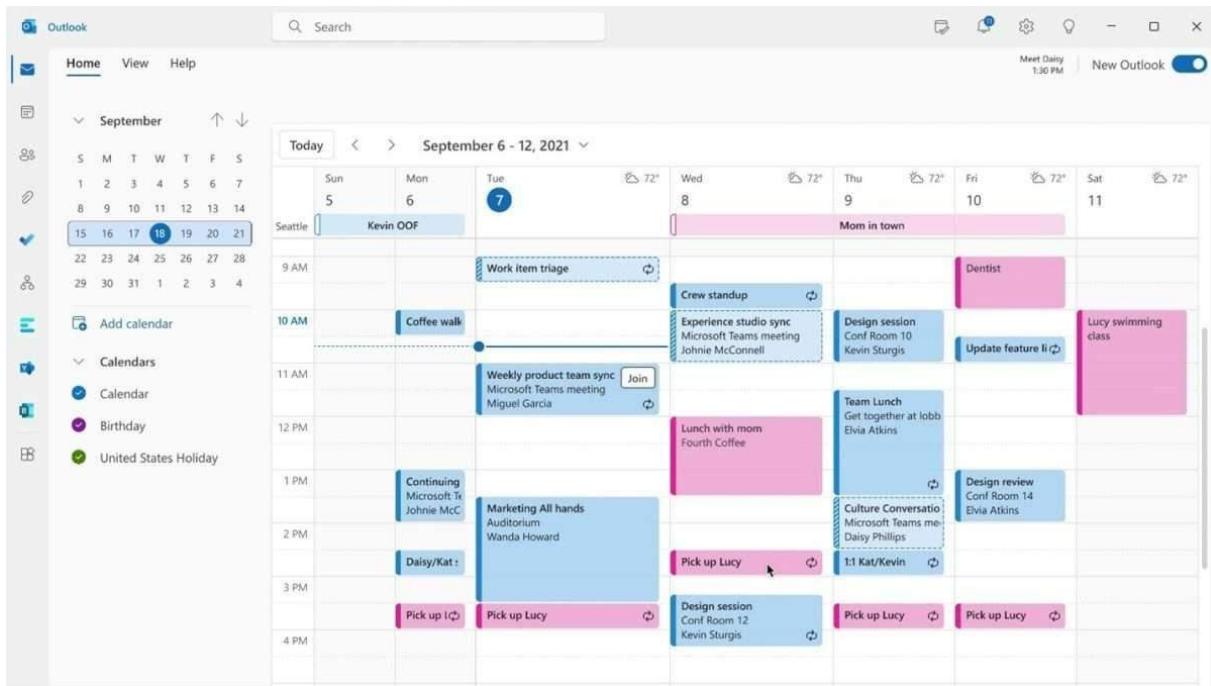 Outlook
Search
Home View Help
Meet Daisy
1:30 PM
New Outlook
September
S M T W T F S
1 2 3 4 5 6 7
8 9 10 11 12 13 14
15 16 17 18 19 20 21
22 23 24 25 26 27 28
29 30 31 1 2 3 4
Add calendar
Calendars
Calendar
Birthday
United States Holiday
Today September 6 - 12, 2021
Sun Mon Tue 72° Wed 72° Thu 72° Fri 72° Sat 72°
5 6 7 8 9 10 11
Seattle Kevin OOF Mom in town
9 AM
10 AM
11 AM
12 PM
1 PM
2 PM
3 PM
4 PM
Coffee walk
Continuing
Microsoft Te
Johnie McC
Daisy/Kat :
Pick up l
Work item triage
Weekly product team sync
Microsoft Teams meeting
Miguel Garcia
Join
Marketing All hands
Auditorium
Wanda Howard
Pick up Lucy
Crew standup
Experience studio sync
Microsoft Teams meeting
Johnie McConnell
Lunch with mom
Fourth Coffee
Pick up Lucy
Design session
Conf Room 12
Kevin Sturgis
Design session
Conf Room 10
Kevin Sturgis
Team Lunch
Get together at lobb
Elvia Atkins
Culture Conversatio
Microsoft Teams me
Daisy Phillips
1:1 Kat/Kevin
Pick up Lucy
Dentist
Update feature li
Design review
Conf Room 14
Elvia Atkins
Pick up Lucy
Lucy swimming
class